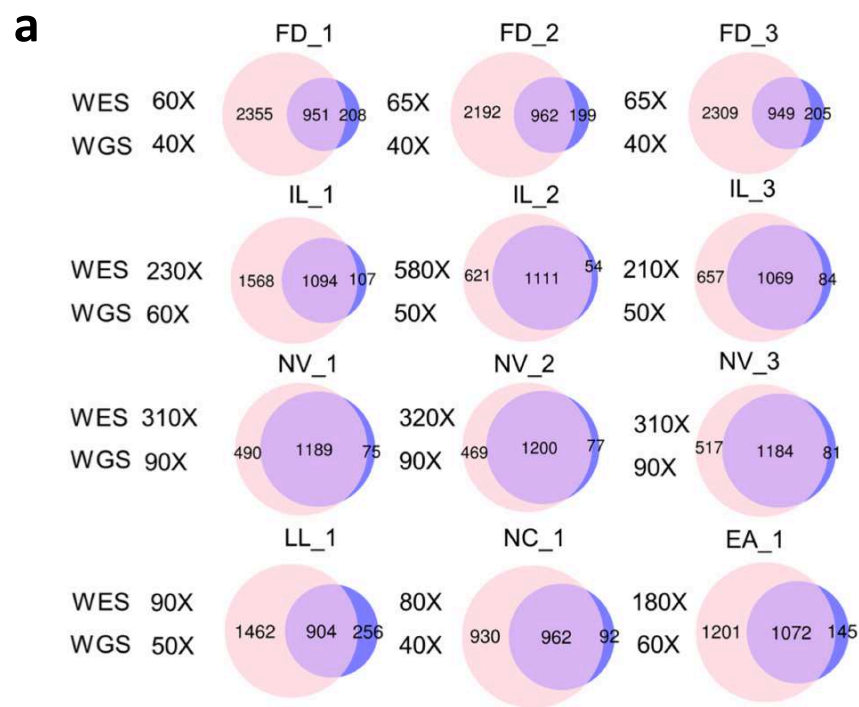 a
FD_1 FD_2 FD_3
WES 60X 2355 951 208 65X 2192 962 199 65X 2309 949 205
WGS 40X 40X 40X
IL_1 IL_2 IL_3
WES 230X 1568 1094 107 580X 621 1111 54 210X 657 1069 84
WGS 60X 50X 50X
NV_1 NV_2 NV_3
WES 310X 490 1189 75 320X 469 1200 77 310X 517 1184 81
WGS 90X 90X 90X
LL_1 NC_1 EA_1
WES 90X 1462 904 256 80X 930 962 92 180X 1201 1072 145
WGS 50X 40X 60X